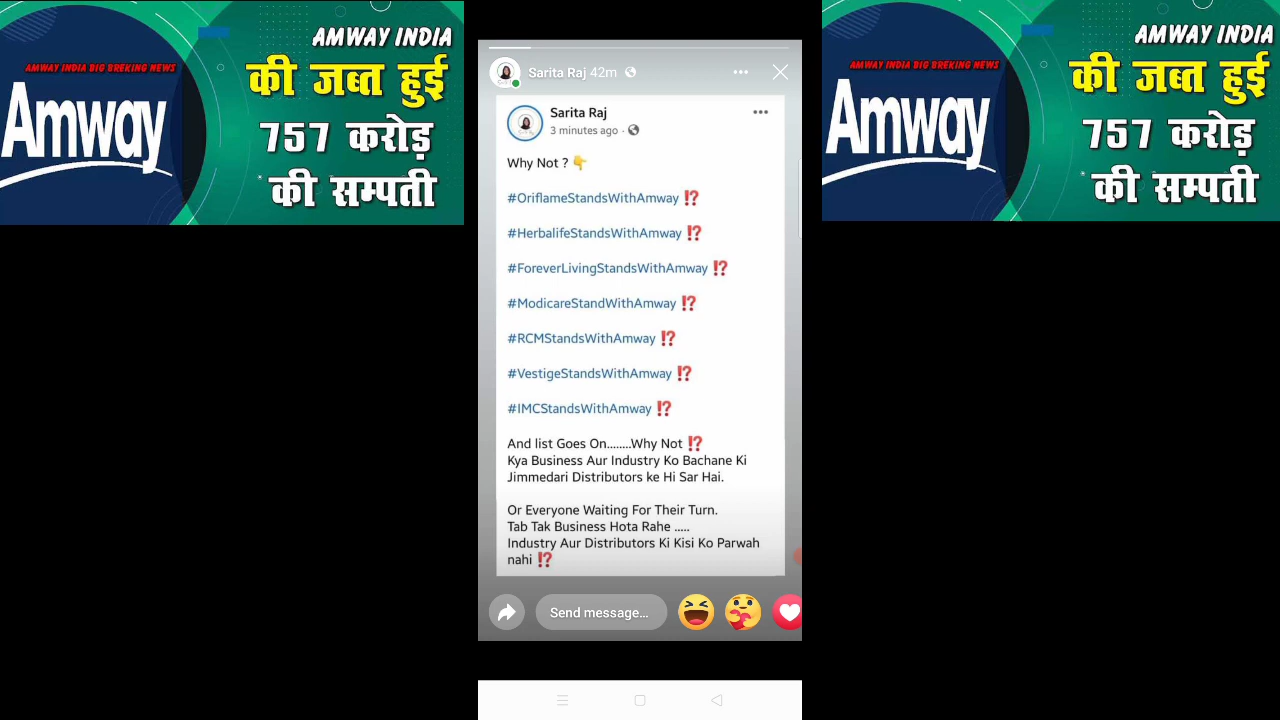 AMWAY INDIA
AMWAY INDIA BIG BREKING NEWS
की जब्त हुई
Amway
757 करोड़
की सम्पती
Sarita Raj 42m
Sarita Raj
3 minutes ago
Why Not ? 👇
#OriflameStandsWithAmway ⁉️
#HerbalifeStandsWithAmway ⁉️
#ForeverLivingStandsWithAmway ⁉️
#ModicareStandWithAmway ⁉️
#RCMStandsWithAmway ⁉️
#VestigeStandsWithAmway ⁉️
#IMCStandsWithAmway ⁉️
And list Goes On........Why Not ⁉️
Kya Business Aur Industry Ko Bachane Ki
Jimmedari Distributors ke Hi Sar Hai.
Or Everyone Waiting For Their Turn.
Tab Tak Business Hota Rahe .....
Industry Aur Distributors Ki Kisi Ko Parwah
nahi ⁉️
Send message...
AMWAY INDIA
AMWAY INDIA BIG BREKING NEWS
की जब्त हुई
Amway
757 करोड़
की सम्पती